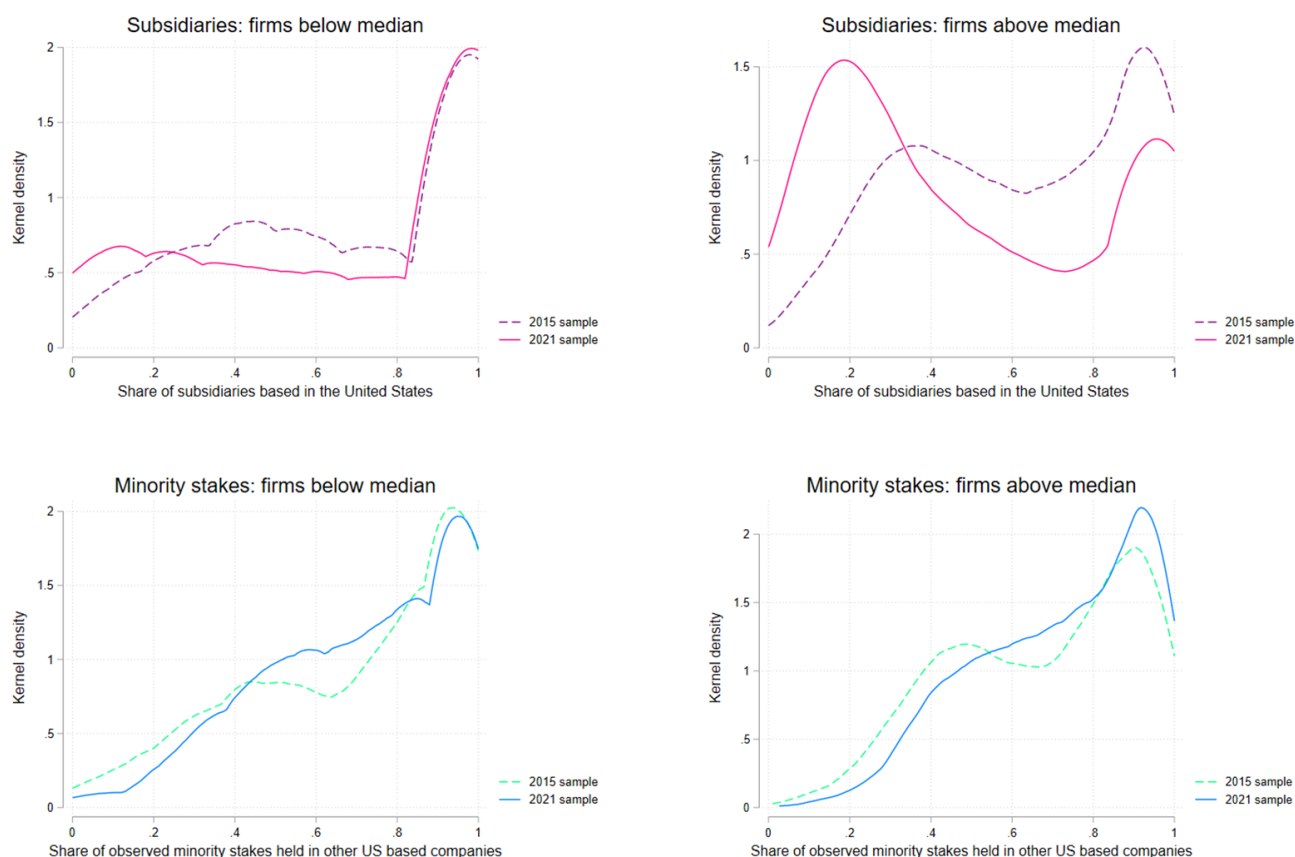 Subsidiaries: firms below median
2
1.5
1
.5
0
Kernel density
0 .2 .4 .6 .8 1
Share of subsidiaries based in the United States
2015 sample
2021 sample
Subsidiaries: firms above median
1.5
1
.5
0
Kernel density
0 .2 .4 .6 .8 1
Share of subsidiaries based in the United States
2015 sample
2021 sample
Minority stakes: firms below median
2
1.5
1
.5
0
Kernel density
0 .2 .4 .6 .8 1
Share of observed minority stakes held in other US based companies
2015 sample
2021 sample
Minority stakes: firms above median
2
1.5
1
.5
0
Kernel density
0 .2 .4 .6 .8 1
Share of observed minority stakes held in other US based companies
2015 sample
2021 sample